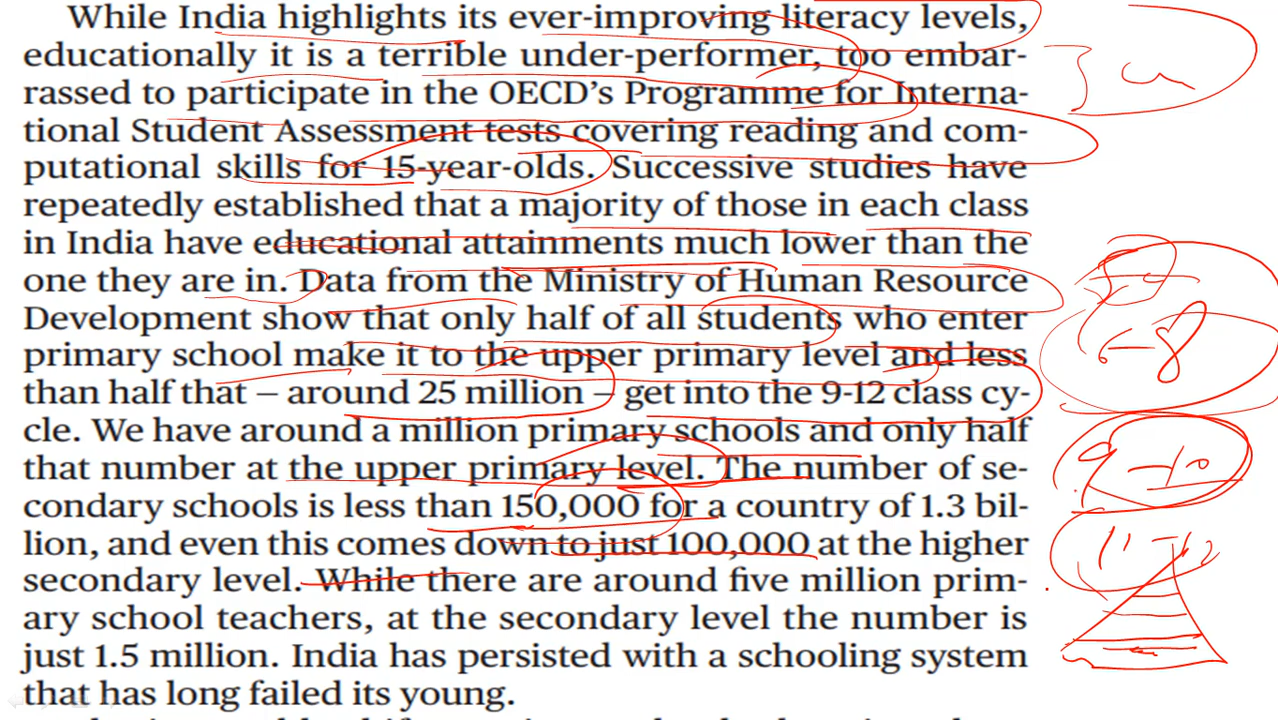 While India highlights its ever-improving literacy levels,
educationally it is a terrible under-performer, too embar-
rassed to participate in the OECD's Programme for Interna-
tional Student Assessment tests covering reading and com-
putational skills for 15-year-olds. Successive studies have
repeatedly established that a majority of those in each class
in India have educational attainments much lower than the
one they are in. Data from the Ministry of Human Resource
Development show that only half of all students who enter
primary school make it to the upper primary level and less
than half that – around 25 million – get into the 9-12 class cy-
cle. We have around a million primary schools and only half
that number at the upper primary level. The number of se-
condary schools is less than 150,000 for a country of 1.3 bil-
lion, and even this comes down to just 100,000 at the higher
secondary level. While there are around five million prim-
ary school teachers, at the secondary level the number is
just 1.5 million. India has persisted with a schooling system
that has long failed its young.
6-8
9-10
11-12